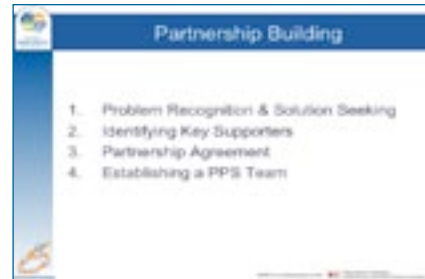 Partnership Building
1. Problem Recognition & Solution Seeking
2. Identifying Key Supporters
3. Partnership Agreement
4. Establishing a PPS Team